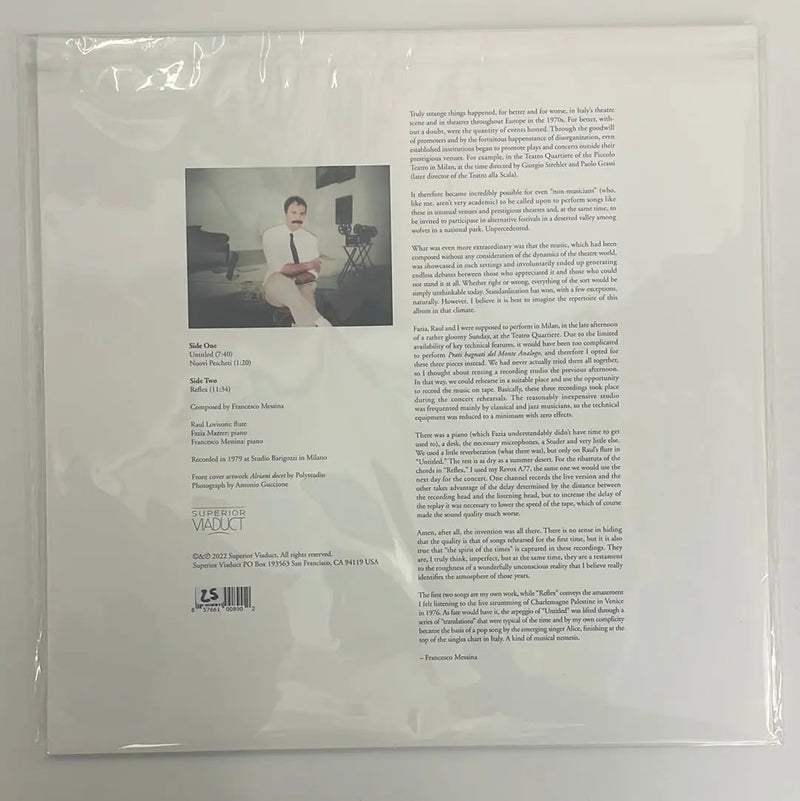 Side One
Untitled (7:40)
Nuovi Pescheti (1:20)
Side Two
Reflex (11:34)
Composed by Francesco Messina
Raul Lovisoni: flute
Fazia Mazzer: piano
Francesco Messina: piano
Recorded in 1979 at Studio Barigozzi in Milano
Front cover artwork Alviani docet by Polystudio
Photograph by Antonio Guccione
SUPERIOR
VIADUCT
©&℗ 2022 Superior Viaduct. All rights reserved.
Superior Viaduct PO Box 193563 San Francisco, CA 94119 USA
25
8 57661 00890 2
Truly strange things happened, for better and for worse, in Italy's theatre
scene and in theatres throughout Europe in the 1970s. For better, with-
out a doubt, were the quantity of events hosted. Through the goodwill
of promoters and by the fortuitous happenstance of disorganization, even
established institutions began to promote plays and concerts outside their
prestigious venues. For example, in the Teatro Quartiere of the Piccolo
Teatro in Milan, at the time directed by Giorgio Strehler and Paolo Grassi
(later director of the Teatro alla Scala).
It therefore became incredibly possible for even "non-musicians" (who,
like me, aren't very academic) to be called upon to perform songs like
these in unusual venues and prestigious theatres and, at the same time, to
be invited to participate in alternative festivals in a deserted valley among
wolves in a national park. Unprecedented.
What was even more extraordinary was that the music, which had been
composed without any consideration of the dynamics of the theatre world,
was showcased in such settings and involuntarily ended up generating
endless debates between those who appreciated it and those who could
not stand it at all. Whether right or wrong, everything of the sort would be
simply unthinkable today. Standardization has won, with a few exceptions,
naturally. However, I believe it is best to imagine the repertoire of this
album in that climate.
Fazia, Raul and I were supposed to perform in Milan, in the late afternoon
of a rather gloomy Sunday, at the Teatro Quartiere. Due to the limited
availability of key technical features, it would have been too complicated
to perform Prati bagnati del Monte Analogo, and therefore I opted for
these three pieces instead. We had never actually tried them all together,
so I thought about renting a recording studio the previous afternoon.
In that way, we could rehearse in a suitable place and use the opportunity
to record the music on tape. Basically, these three recordings took place
during the concert rehearsals. The reasonably inexpensive studio
was frequented mainly by classical and jazz musicians, so the technical
equipment was reduced to a minimum with zero effects.
There was a piano (which Fazia understandably didn't have time to get
used to), a desk, the necessary microphones, a Studer and very little else.
We used a little reverberation (what there was), but only on Raul's flute in
"Untitled." The rest is as dry as a summer desert. For the ribattuta of the
chords in "Reflex," I used my Revox A77, the same one we would use the
next day for the concert. One channel records the live version and the
other takes advantage of the delay determined by the distance between
the recording head and the listening head, but to increase the delay of
the replay it was necessary to lower the speed of the tape, which of course
made the sound quality much worse.
Amen, after all, the invention was all there. There is no sense in hiding
that the quality is that of songs rehearsed for the first time, but it is also
true that "the spirit of the times" is captured in these recordings. They
are, I truly think, imperfect, but at the same time, they are a testament
to the roughness of a wonderfully unconscious reality that I believe really
identifies the atmosphere of those years.
The first two songs are my own work, while "Reflex" conveys the amazement
I felt listening to the live strumming of Charlemagne Palestine in Venice
in 1976. As fate would have it, the arpeggio of "Untitled" was lifted through a
series of "translations" that were typical of the time and by my own complicity
became the basis of a pop song by the emerging singer Alice, finishing at the
top of the singles chart in Italy. A kind of musical nemesis.
– Francesco Messina